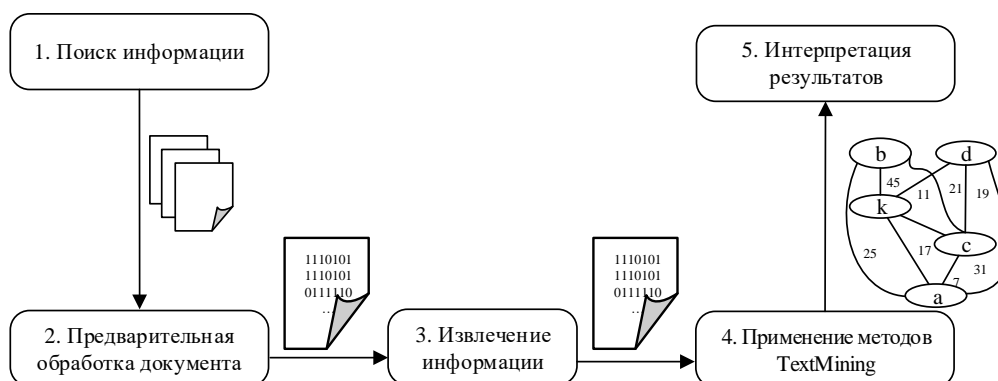 1. Поиск информации
5. Интерпретация
результатов
b
d
45
11
21
19
k
c
25
17
31
7
a
1110101
1110101
0111110
...
1110101
1110101
0111110
...
2. Предварительная
обработка документа
3. Извлечение
информации
4. Применение методов
TextMining